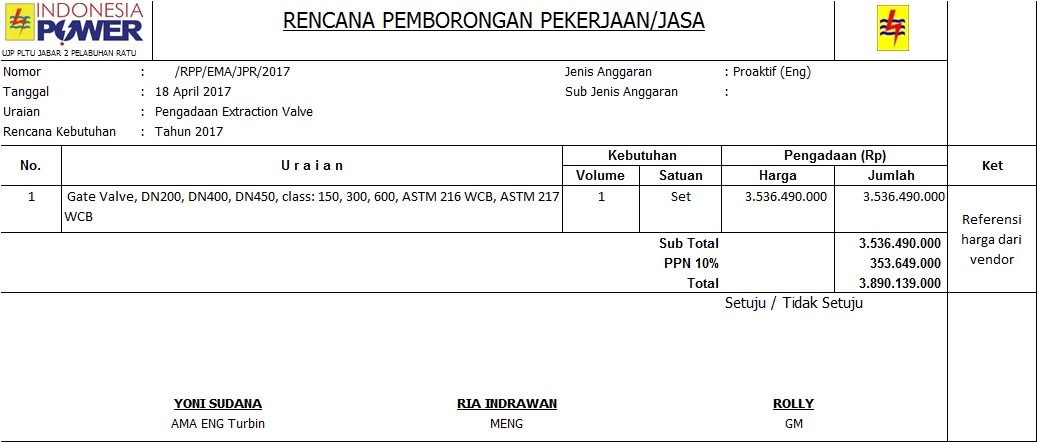 INDONESIA
POWER
UJP PLTU JABAR 2 PELABUHAN RATU
RENCANA PEMBORONGAN PEKERJAAN/JASA
Nomor : /RPP/EMA/JPR/2017 Jenis Anggaran : Proaktif (Eng)
Tanggal : 18 April 2017 Sub Jenis Anggaran :
Uraian : Pengadaan Extraction Valve
Rencana Kebutuhan : Tahun 2017
No. U r a i a n Kebutuhan Pengadaan (Rp) Ket
Volume Satuan Harga Jumlah
1 Gate Valve, DN200, DN400, DN450, class: 150, 300, 600, ASTM 216 WCB, ASTM 217 1 Set 3.536.490.000 3.536.490.000
WCB
Referensi
harga dari
vendor
Sub Total 3.536.490.000
PPN 10% 353.649.000
Total 3.890.139.000
Setuju / Tidak Setuju
YONI SUDANA RIA INDRAWAN ROLLY
AMA ENG Turbin MENG GM